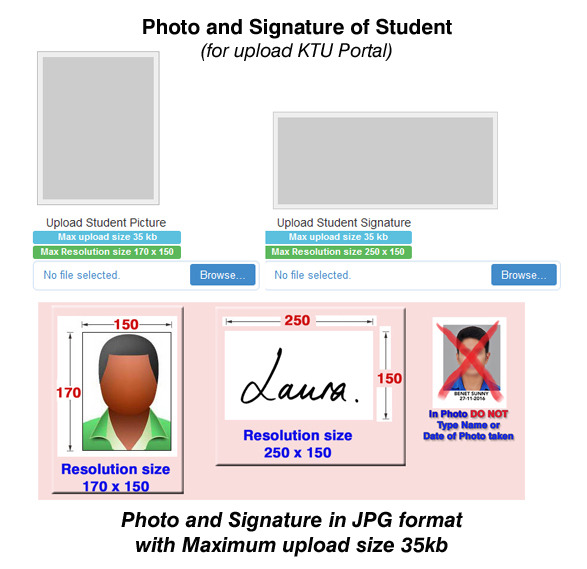 Photo and Signature of Student
(for upload KTU Portal)
Upload Student Picture
Max upload size 35 kb
Max Resolution size 170 x 150
No file selected.
Browse...
Upload Student Signature
Max upload size 35 kb
Max Resolution size 250 x 150
No file selected.
Browse...
150
170
Resolution size
170 x 150
250
150
Laura.
Resolution size
250 x 150
BENET SUNNY
27-11-2016
In Photo DO NOT
Type Name or
Date of Photo taken
Photo and Signature in JPG format
with Maximum upload size 35kb